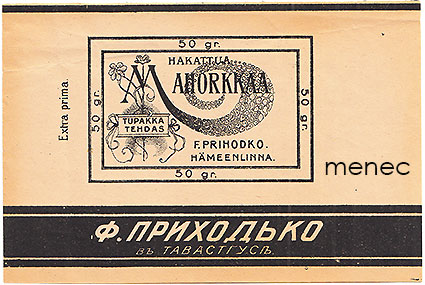 50 gr.
HAKATTUA
MAHORKKAA
50 gr.
50 gr.
Extra prima.
TUPAKKA
TEHDAS
F. PRIHODKO.
HÄMEENLINNA.
50 gr.
menec
Ф. ПРИХОДЬКО
ВЪ ТАВАСТГУСѢ.